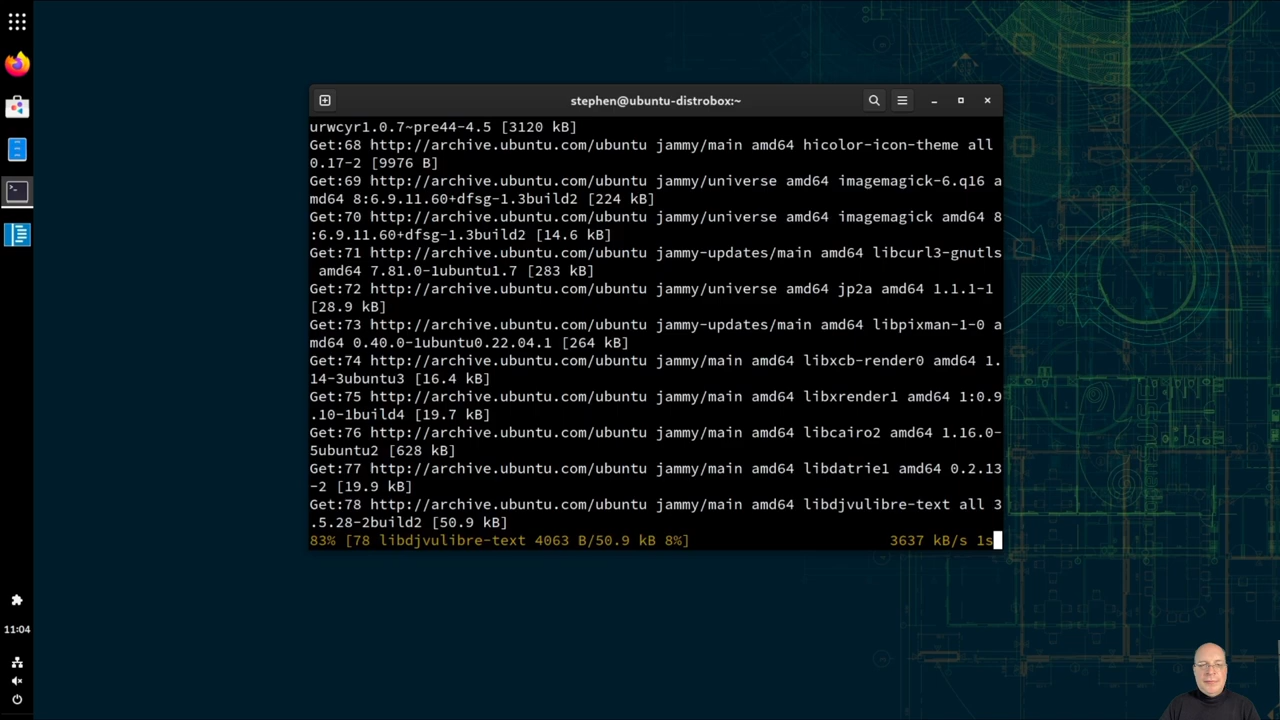 stephen@ubuntu-distrobox:~
urwcyr1.0.7~pre44-4.5 [3120 kB]
Get:68 http://archive.ubuntu.com/ubuntu jammy/main amd64 hicolor-icon-theme all
0.17-2 [9976 B]
Get:69 http://archive.ubuntu.com/ubuntu jammy/universe amd64 imagemagick-6.q16 a
md64 8:6.9.11.60+dfsg-1.3build2 [224 kB]
Get:70 http://archive.ubuntu.com/ubuntu jammy/universe amd64 imagemagick amd64 8
:6.9.11.60+dfsg-1.3build2 [14.6 kB]
Get:71 http://archive.ubuntu.com/ubuntu jammy-updates/main amd64 libcurl3-gnutls
 amd64 7.81.0-1ubuntu1.7 [283 kB]
Get:72 http://archive.ubuntu.com/ubuntu jammy/universe amd64 jp2a amd64 1.1.1-1
[28.9 kB]
Get:73 http://archive.ubuntu.com/ubuntu jammy-updates/main amd64 libpixman-1-0 a
md64 0.40.0-1ubuntu0.22.04.1 [264 kB]
Get:74 http://archive.ubuntu.com/ubuntu jammy/main amd64 libxcb-render0 amd64 1.
14-3ubuntu3 [16.4 kB]
Get:75 http://archive.ubuntu.com/ubuntu jammy/main amd64 libxrender1 amd64 1:0.9
.10-1build4 [19.7 kB]
Get:76 http://archive.ubuntu.com/ubuntu jammy/main amd64 libcairo2 amd64 1.16.0-
5ubuntu2 [628 kB]
Get:77 http://archive.ubuntu.com/ubuntu jammy/main amd64 libdatrie1 amd64 0.2.13
-2 [19.9 kB]
Get:78 http://archive.ubuntu.com/ubuntu jammy/main amd64 libdjvulibre-text all 3
.5.28-2build2 [50.9 kB]
83% [78 libdjvulibre-text 4063 B/50.9 kB 8%] 3637 kB/s 1s
11:04